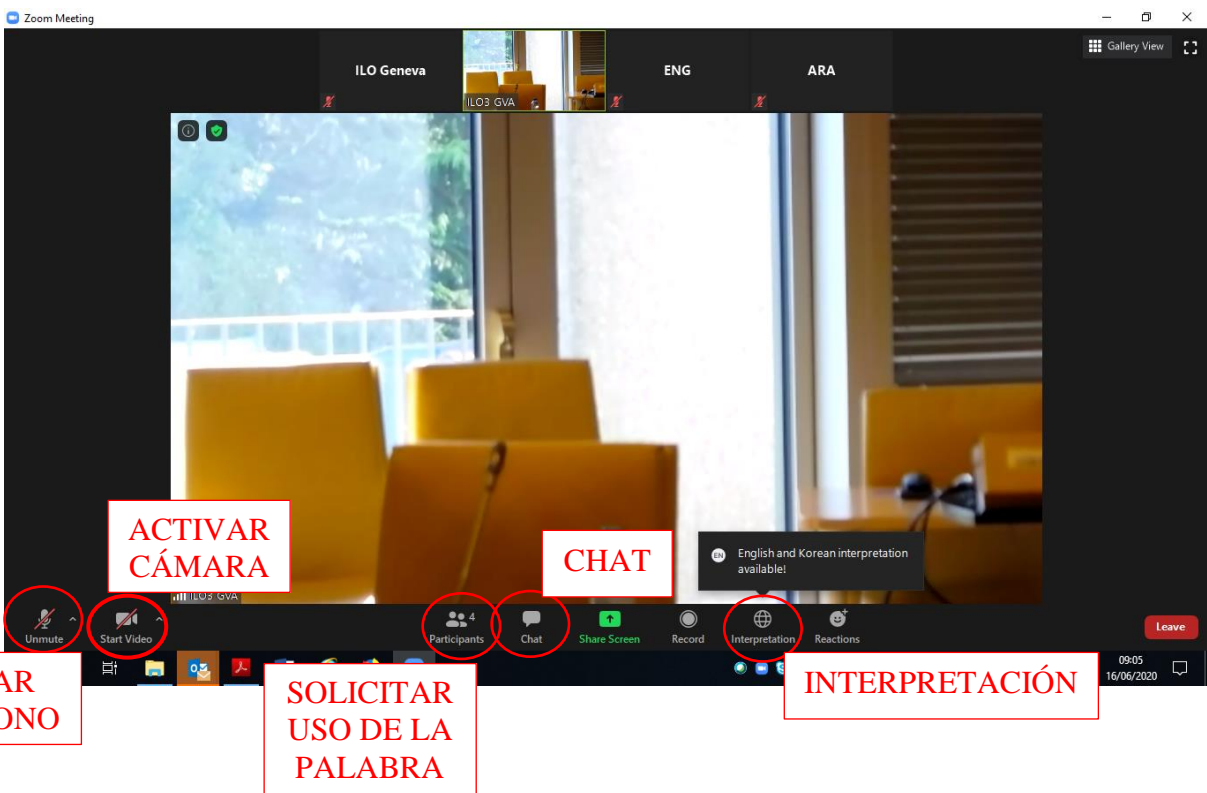 Zoom Meeting
Gallery View
ILO Geneva
ILO3 GVA
ENG
ARA
ACTIVAR
CÁMARA
CHAT
EN English and Korean interpretation
available!
ILO3 GVA
Unmute
Start Video
4
Participants
Chat
Share Screen
Record
Interpretation
Reactions
Leave
AR
ONO
SOLICITAR
USO DE LA
PALABRA
INTERPRETACIÓN
09:05
16/06/2020